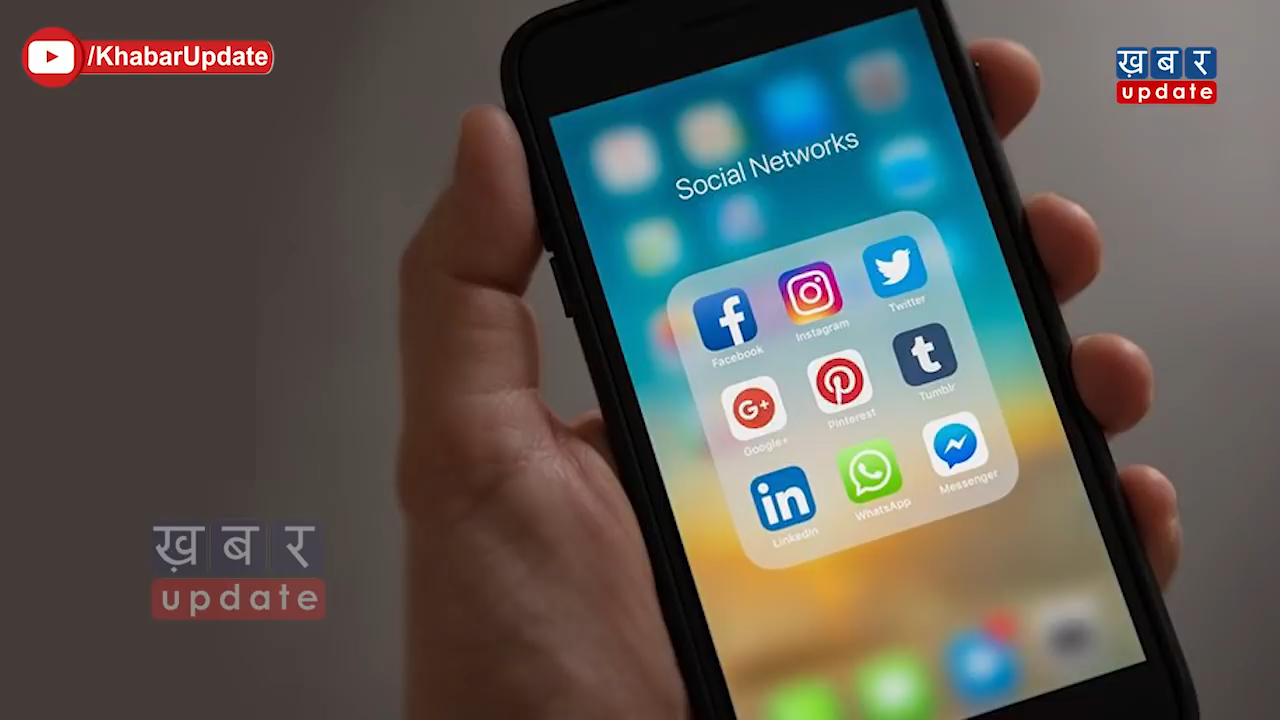 /KhabarUpdate
ख़बर
update
Social Networks
Facebook
Instagram
Twitter
Google+
Pinterest
Tumblr
LinkedIn
WhatsApp
Messenger
ख़बर
update